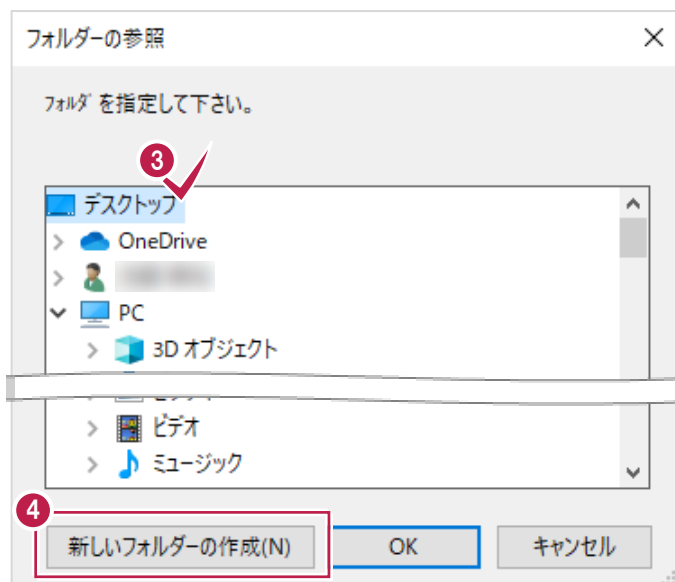 フォルダーの参照
ﾌｫﾙﾀﾞを指定して下さい。
3
デスクトップ
OneDrive
PC
3D オブジェクト
ビデオ
ミュージック
4
新しいフォルダーの作成(N)
OK
キャンセル